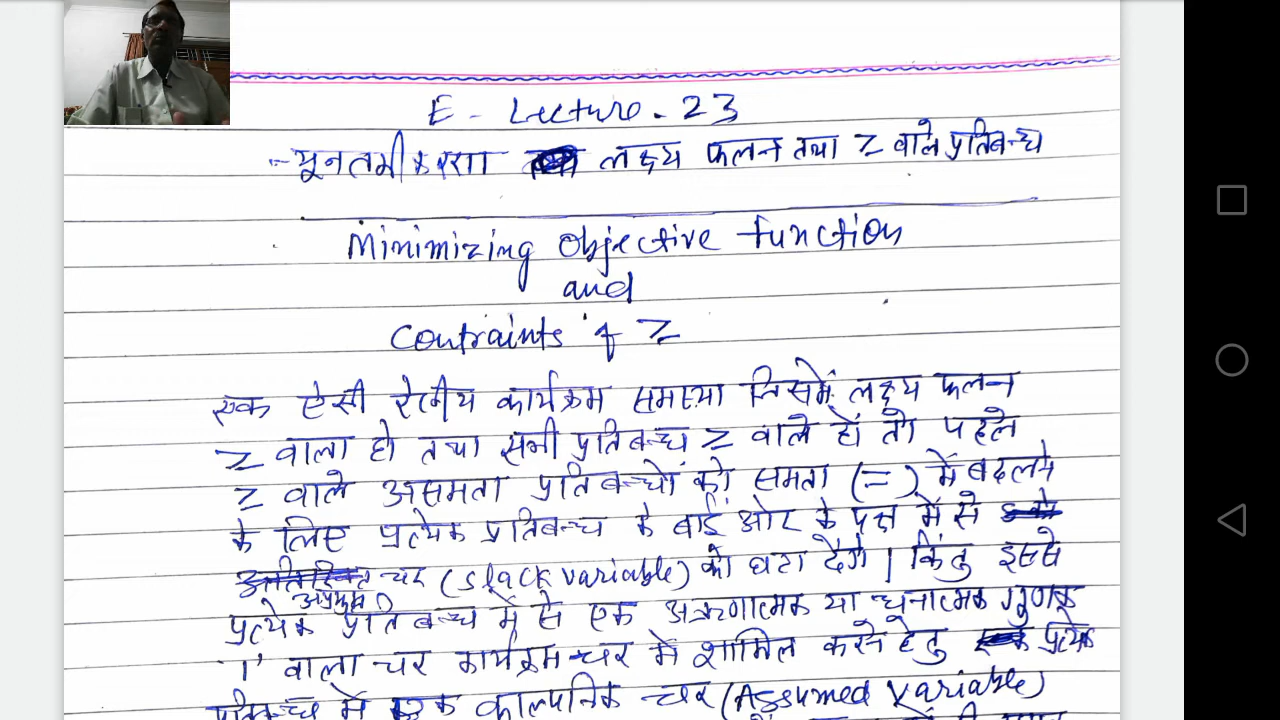 E - Lecture - 23
न्यूनतमीकरण लक्ष्य फलन तथा ≥ वाले प्रतिबन्ध
Minimizing Objective function
and
Contraints of ≥
एक ऐसी रेखीय कार्यक्रम समस्या जिसमें लक्ष्य फलन
≥ वाला हो तथा सभी प्रतिबन्ध ≥ वाले हों तो पहले
≥ वाले असमता प्रतिबन्धों को समता (=) में बदलने
के लिए प्रत्येक प्रतिबन्ध के बाईं ओर के पक्ष में से
चर (slack variable) को घटा देंगे। किंतु इससे
प्रत्येक प्रतिबन्ध में से एक अऋणात्मक या धनात्मक गुणक
'1' वाला चर कार्यक्रम चर में शामिल करने हेतु प्रत्येक
प्रतिबन्ध में एक काल्पनिक चर (Assumed variable)